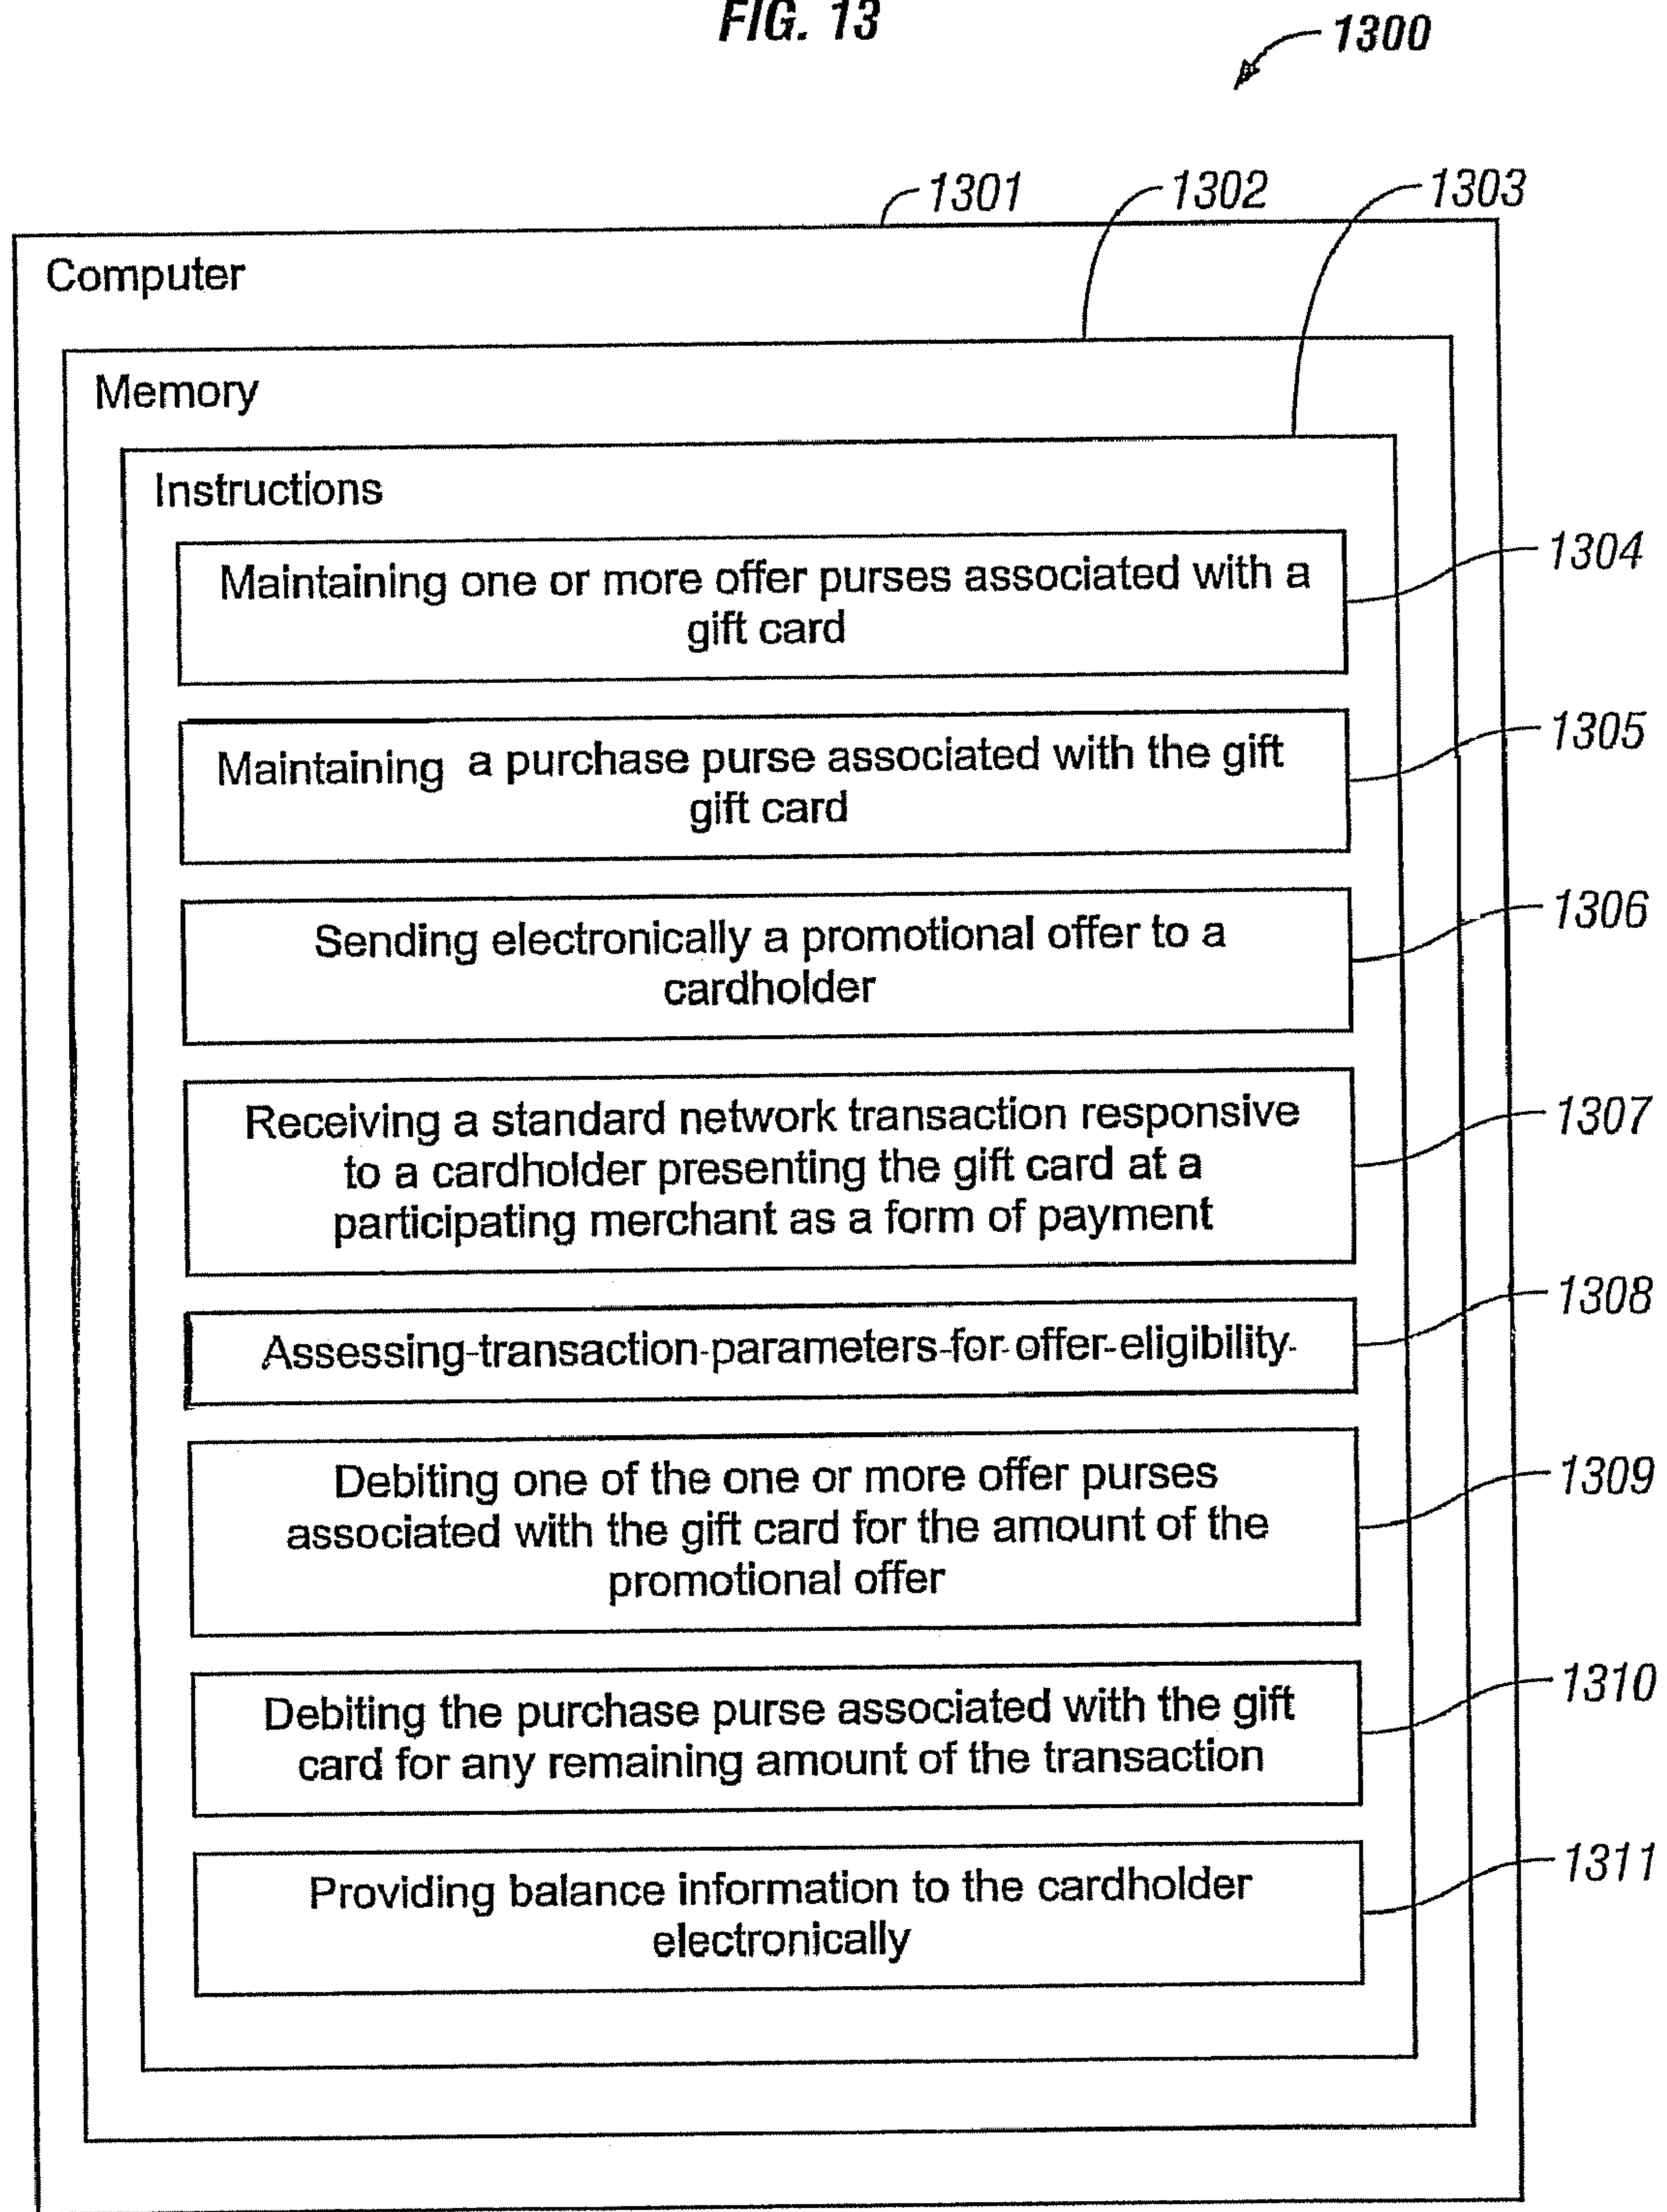 FIG. 13
1300
1301
1302
1303
Computer
Memory
Instructions
Maintaining one or more offer purses associated with a
gift card
1304
Maintaining a purchase purse associated with the gift
gift card
1305
Sending electronically a promotional offer to a
cardholder
1306
Receiving a standard network transaction responsive
to a cardholder presenting the gift card at a
participating merchant as a form of payment
1307
Assessing-transaction-parameters-for-offer-eligibility-
1308
Debiting one of the one or more offer purses
associated with the gift card for the amount of the
promotional offer
1309
Debiting the purchase purse associated with the gift
card for any remaining amount of the transaction
1310
Providing balance information to the cardholder
electronically
1311